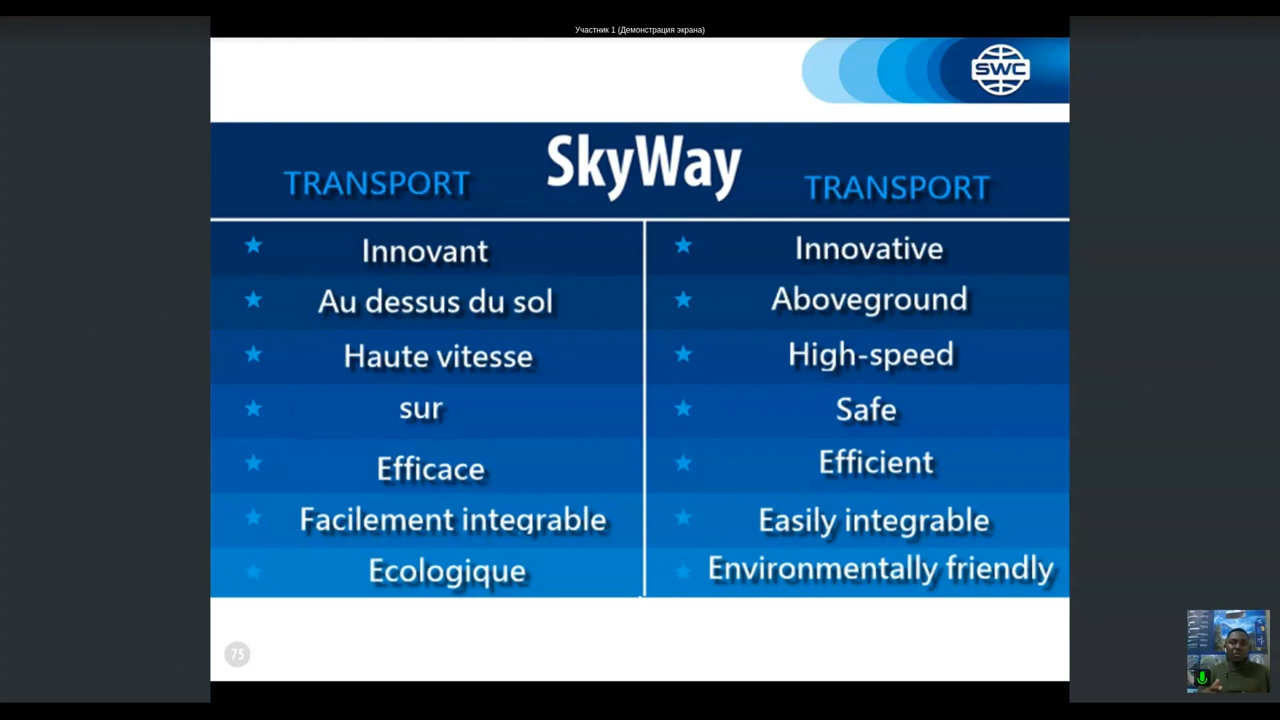 Участник 1 (Демонстрация экрана)
SWC
SkyWay
TRANSPORT
TRANSPORT
Innovant
Innovative
Au dessus du sol
Aboveground
Haute vitesse
High-speed
sur
Safe
Efficace
Efficient
Facilement integrable
Easily integrable
Ecologique
Environmentally friendly
75